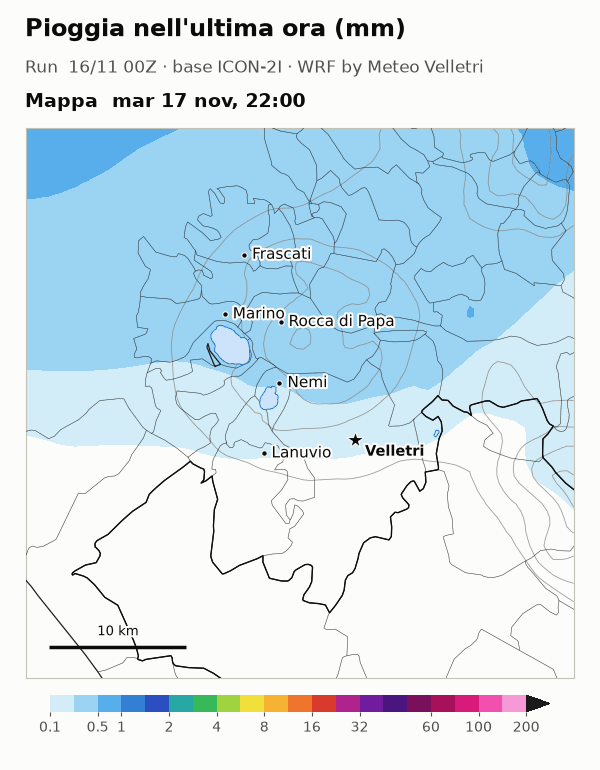 Pioggia nell'ultima ora (mm)
Run  16/11 00Z · base ICON-2I · WRF by Meteo Velletri
Mappa  mar 17 nov, 22:00
Frascati
Marino
Rocca di Papa
Nemi
Velletri
Lanuvio
10 km
0.1 0.5 1 2 4 8 16 32 60 100 200